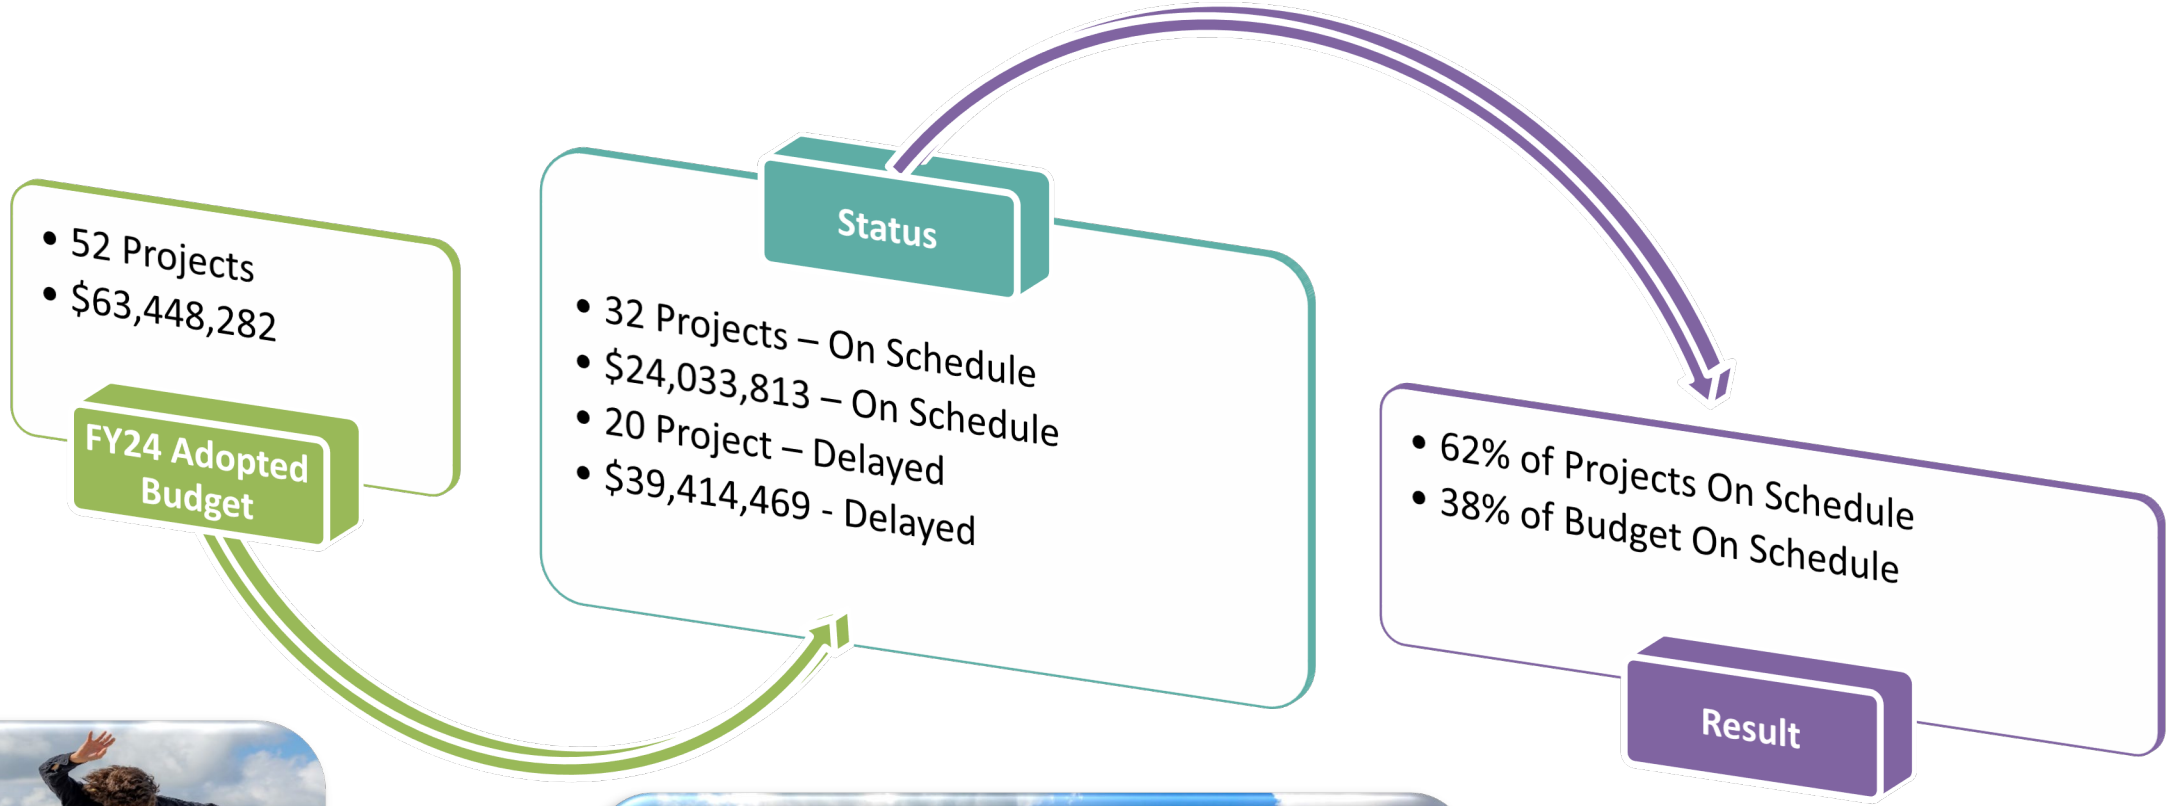 • 52 Projects
• $63,448,282
FY24 Adopted
Budget
Status
• 32 Projects – On Schedule
• $24,033,813 – On Schedule
• 20 Project – Delayed
• $39,414,469 - Delayed
• 62% of Projects On Schedule
• 38% of Budget On Schedule
Result